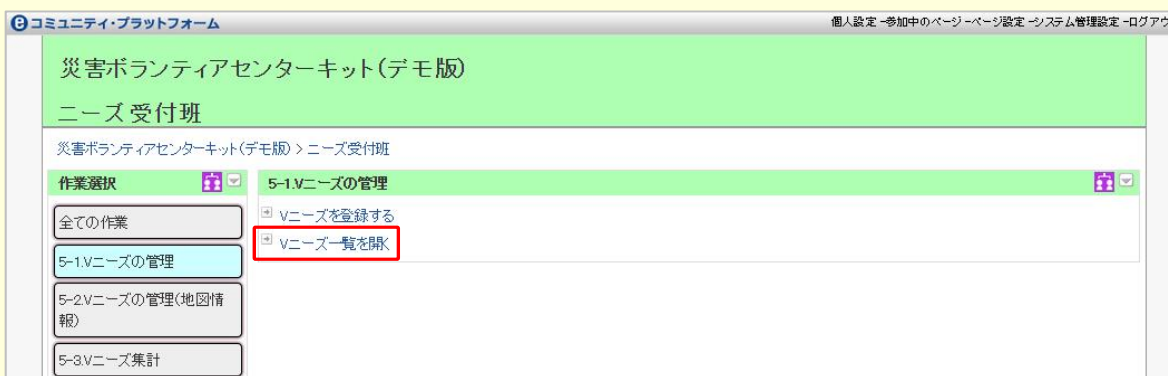 eコミュニティ・プラットフォーム
個人設定 -参加中のページ -ページ設定 -システム管理設定 -ログアウ
災害ボランティアセンターキット(デモ版)
ニーズ受付班
災害ボランティアセンターキット(デモ版) > ニーズ受付班
作業選択
5-1.Vニーズの管理
全ての作業
Vニーズを登録する
Vニーズ一覧を開く
5-1.Vニーズの管理
5-2.Vニーズの管理(地図情
報)
5-3.Vニーズ集計